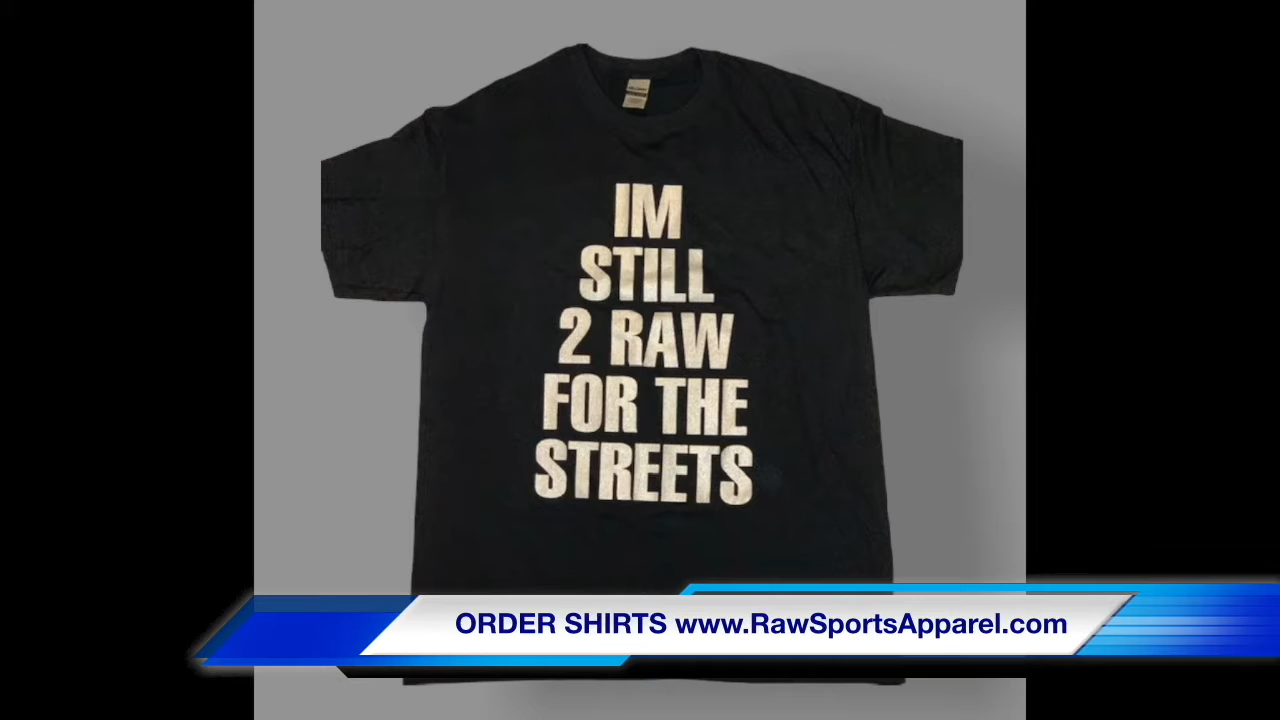 IM
STILL
2 RAW
FOR THE
STREETS
ORDER SHIRTS www.RawSportsApparel.com